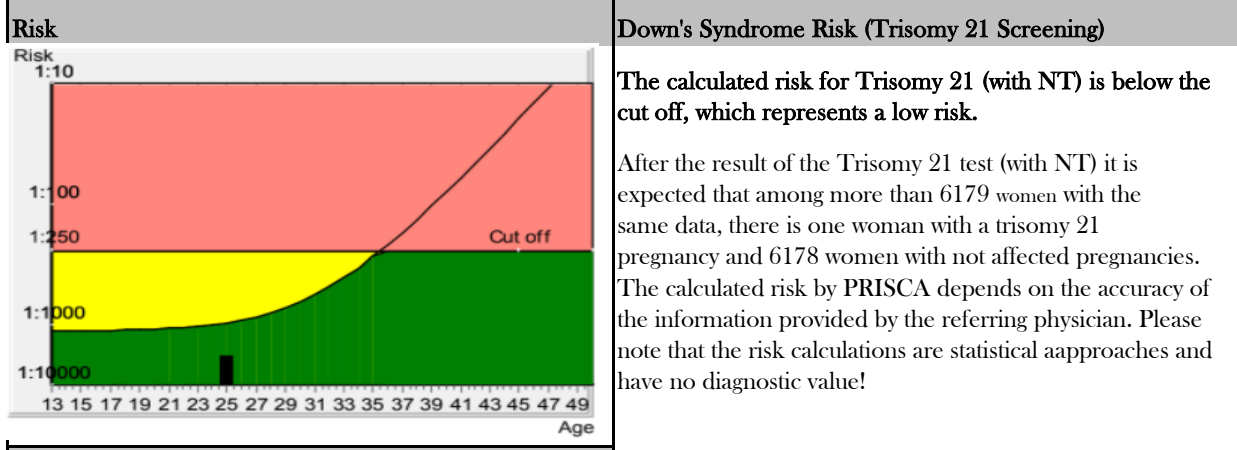 Risk
Risk
1:10
1:100
1:250
Cut off
1:1000
1:10000
13 15 17 19 21 23 25 27 29 31 33 35 37 39 41 43 45 47 49
Age
Down's Syndrome Risk (Trisomy 21 Screening)
The calculated risk for Trisomy 21 (with NT) is below the
cut off, which represents a low risk.
After the result of the Trisomy 21 test (with NT) it is
expected that among more than 6179 women with the
same data, there is one woman with a trisomy 21
pregnancy and 6178 women with not affected pregnancies.
The calculated risk by PRISCA depends on the accuracy of
the information provided by the referring physician. Please
note that the risk calculations are statistical aapproaches and
have no diagnostic value!